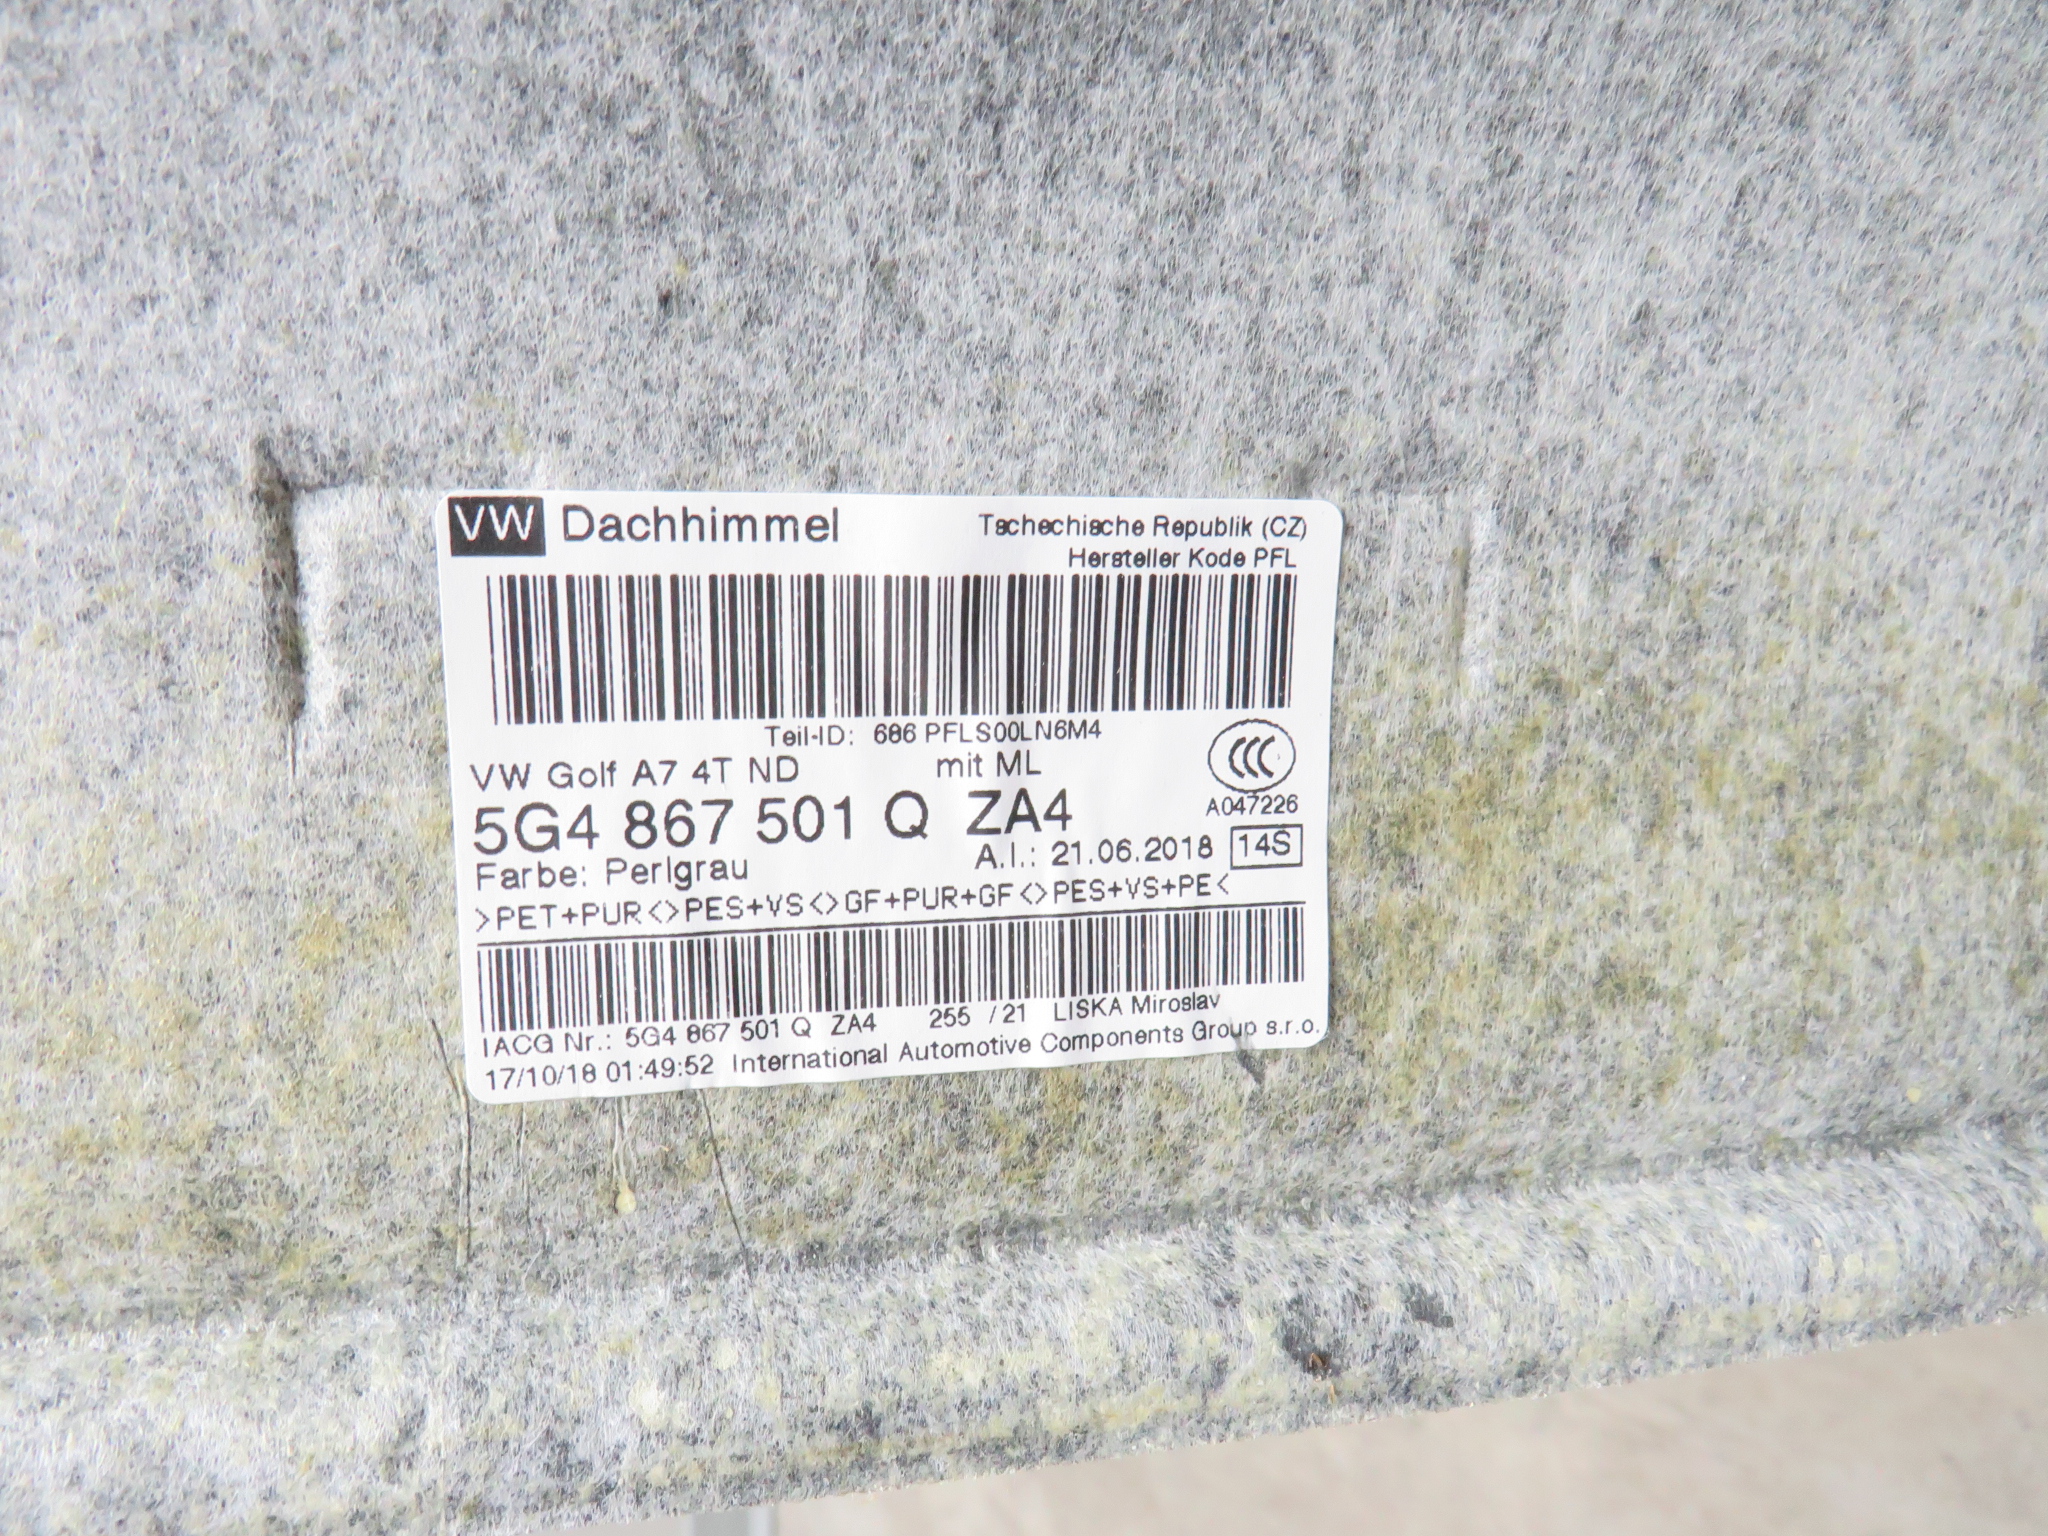 VW Dachhimmel
Tschechische Republik (CZ)
Hersteller Kode PFL
Teil-ID: 686 PFLS00LN6M4
VW Golf A7 4T ND mit ML
CCC
A047226
5G4 867 501 Q ZA4
Farbe: Perlgrau A.I.: 21.06.2018 14S
>PET+PUR<>PES+VS<>GF+PUR+GF<>PES+VS+PE<
IACG Nr.: 5G4 867 501 Q ZA4 255 /21 LISKA Miroslav
17/10/18 01:49:52 International Automotive Components Group s.r.o.